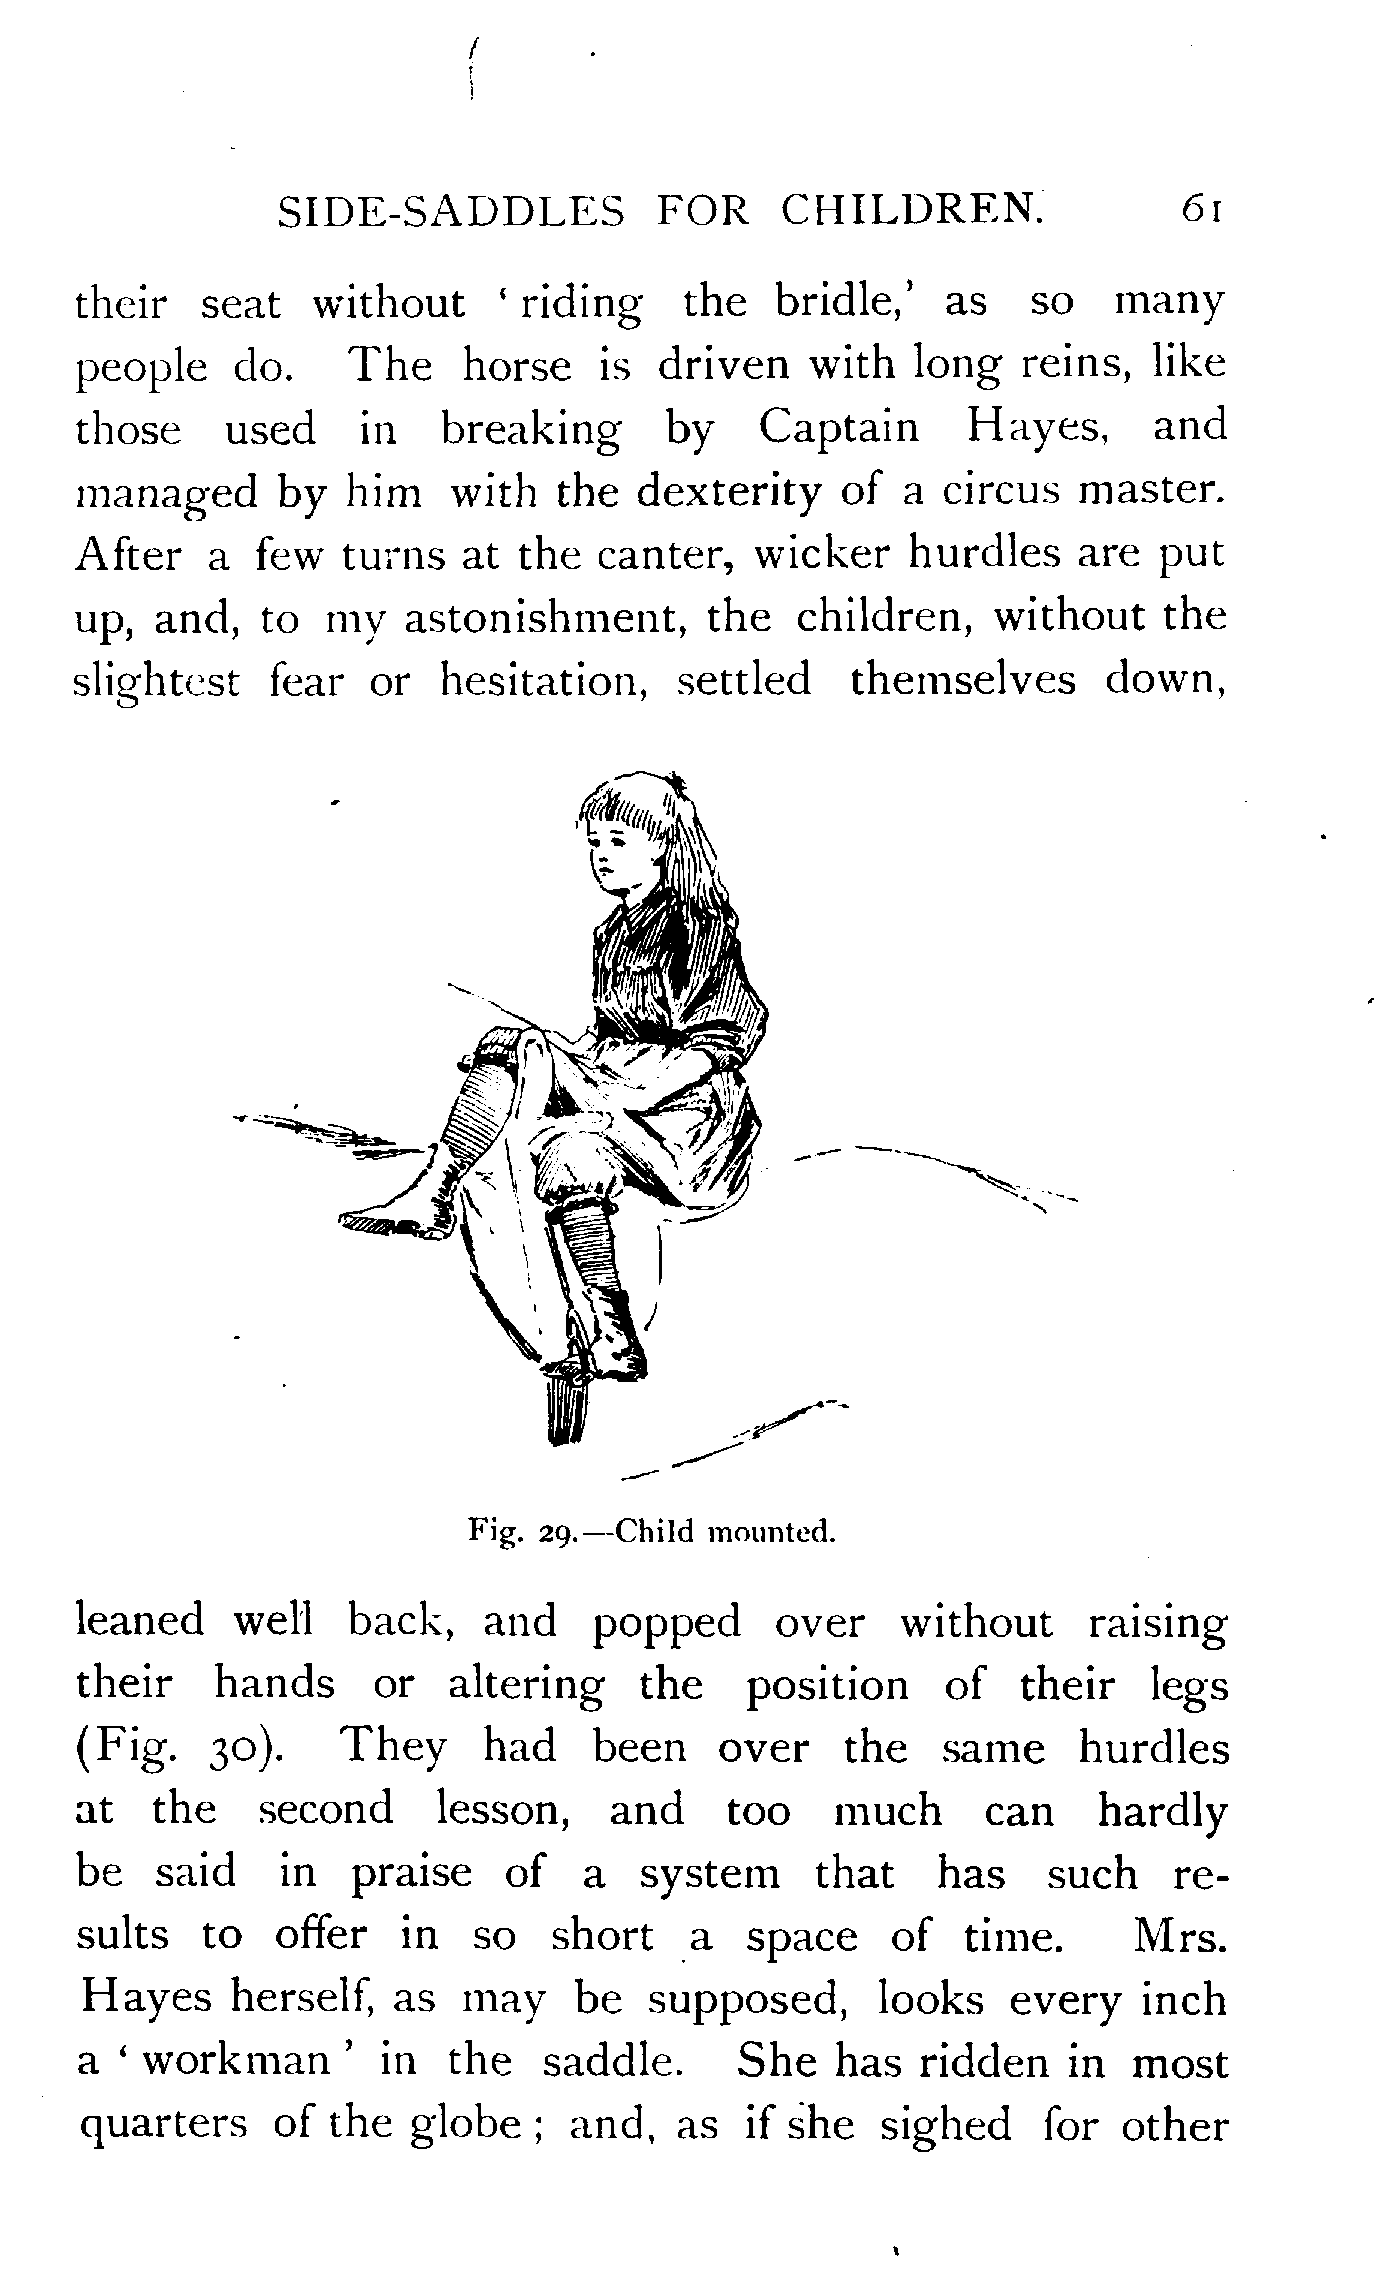 SIDE-SADDLES FOR CHILDREN. 61
their seat without ‘ riding the bridle,’ as so many
people do. The horse is driven with long reins, like
those used in breaking by Captain Hayes, and
managed by him with the dexterity of a circus master.
After a few turns at the canter, wicker hurdles are put
up, and, to my astonishment, the children, without the
slightest fear or hesitation, settled themselves down,
Fig. 29.—Child mounted.
leaned well back, and popped over without raising
their hands or altering the position of their legs
(Fig. 30). They had been over the same hurdles
at the second lesson, and too much can hardly
be said in praise of a system that has such re-
sults to offer in so short a space of time. Mrs.
Hayes herself, as may be supposed, looks every inch
a ‘ workman ’ in the saddle. She has ridden in most
quarters of the globe ; and, as if she sighed for other